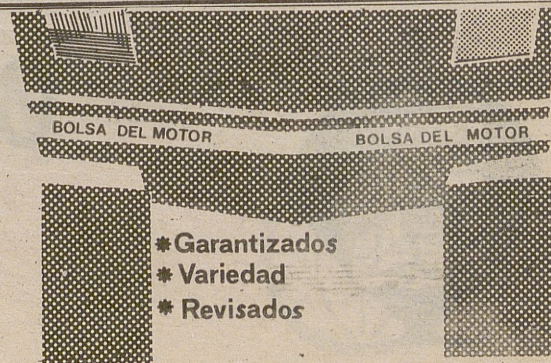 BOLSA DEL MOTOR BOLSA DEL MOTOR
*Garantizados
* Variedad
* Revisados